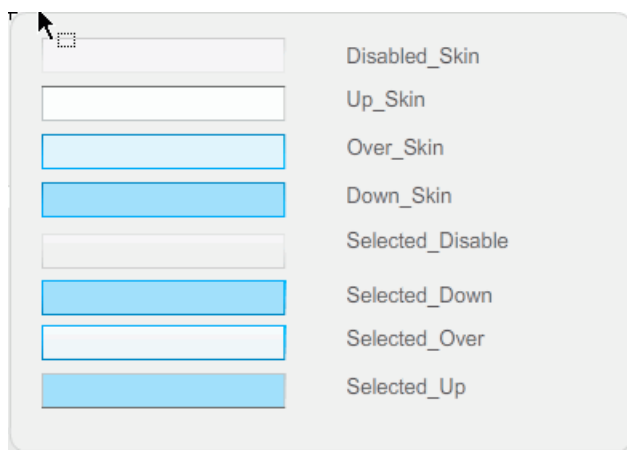 Disabled_Skin
Up_Skin
Over_Skin
Down_Skin
Selected_Disable
Selected_Down
Selected_Over
Selected_Up